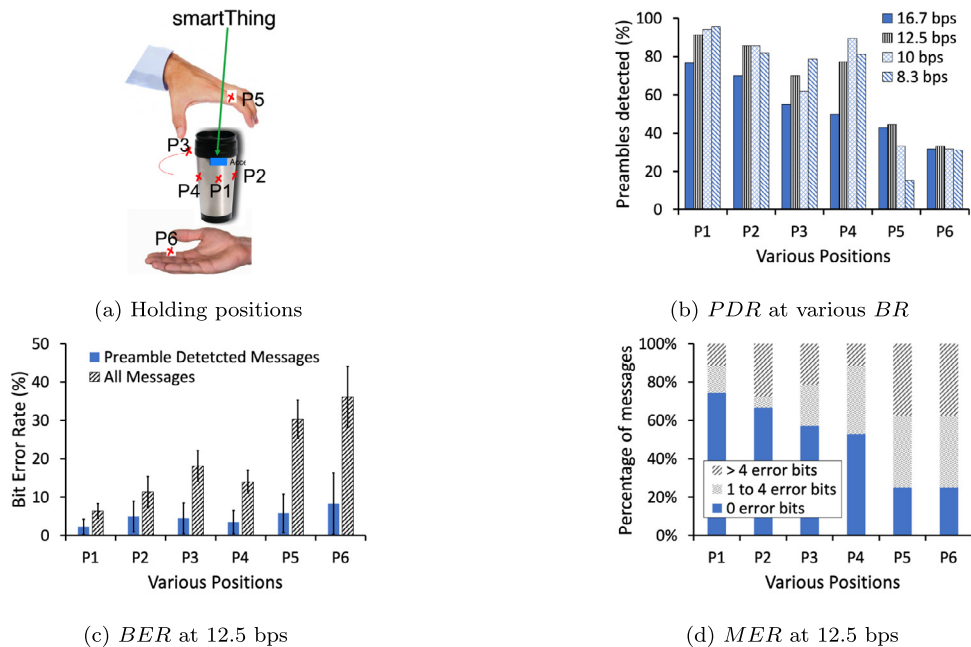 smartThing
P5
P3
Acce
P4 P1 P2
P6
(a) Holding positions
Preambles detected (%)
100
80
60
40
20
0
16.7 bps
12.5 bps
10 bps
8.3 bps
P1 P2 P3 P4 P5 P6
Various Positions
(b) PDR at various BR
Bit Error Rate (%)
50
40
30
20
10
0
Preamble Detetcted Messages
All Messages
P1 P2 P3 P4 P5 P6
Various Positions
(c) BER at 12.5 bps
Percentage of messages
100%
80%
60%
40%
20%
0%
> 4 error bits
1 to 4 error bits
0 error bits
P1 P2 P3 P4 P5 P6
Various Positions
(d) MER at 12.5 bps